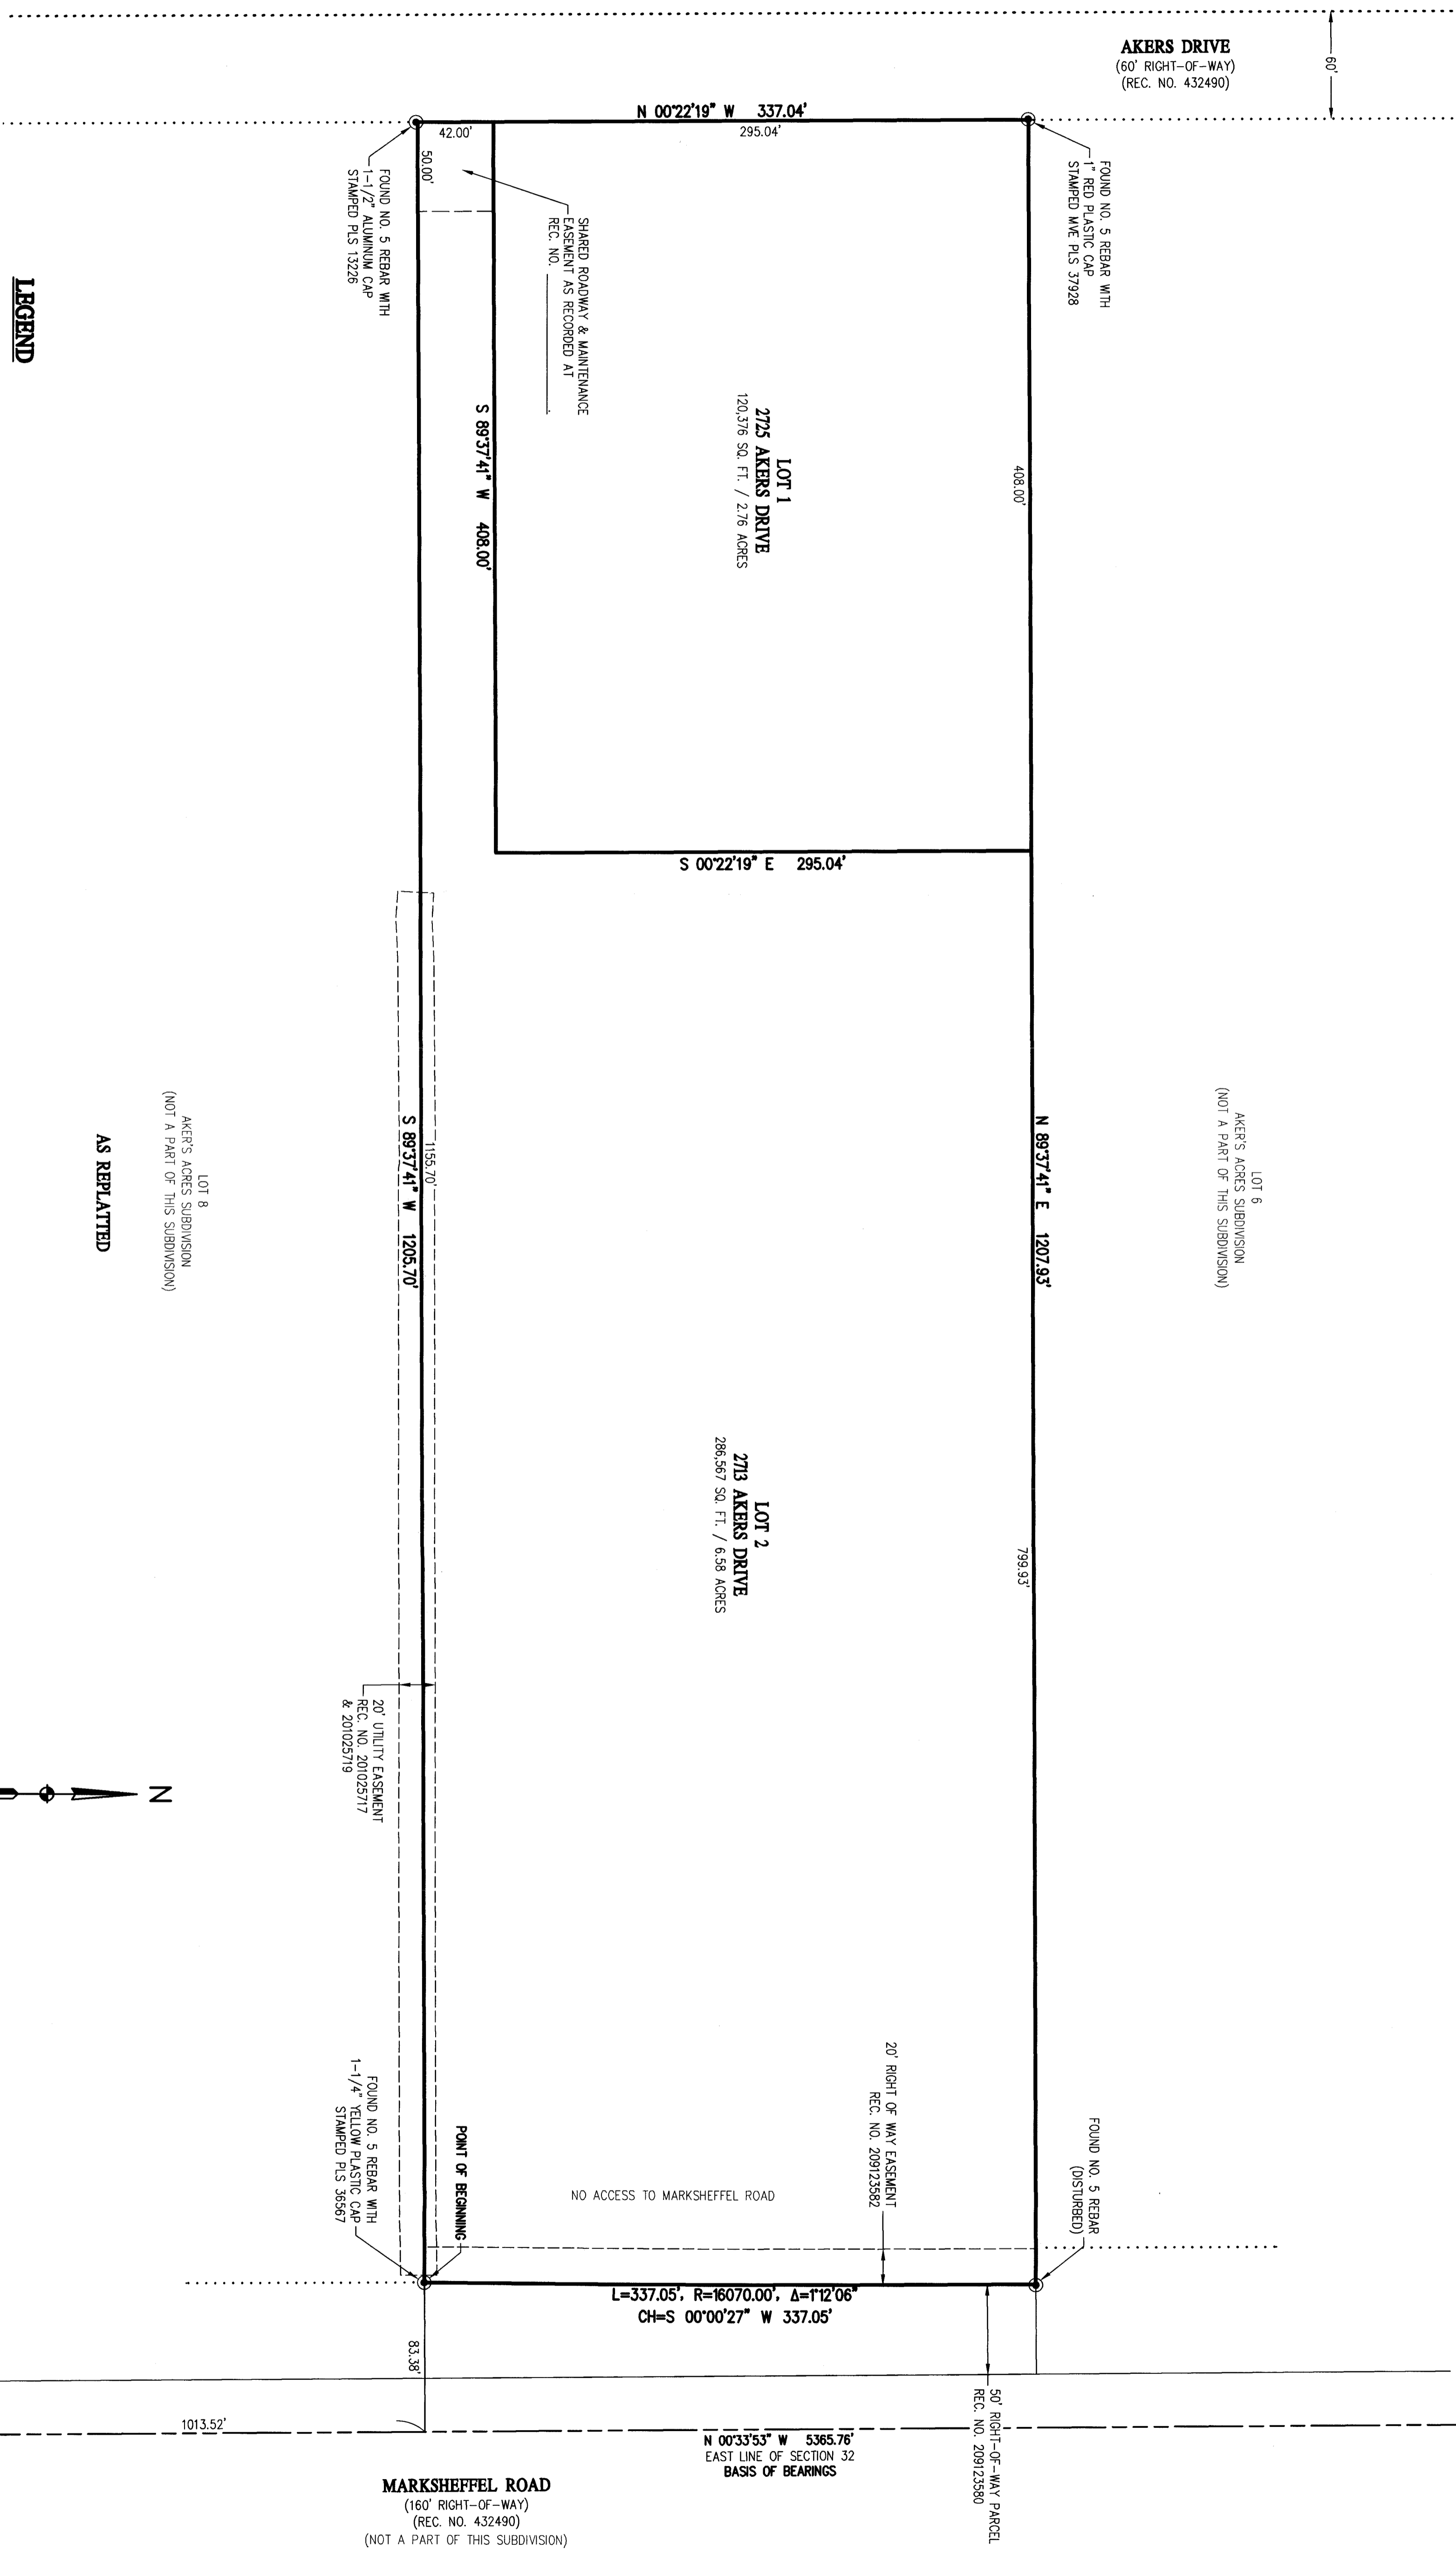 AKERS DRIVE
(60' RIGHT-OF-WAY)
(REC. NO. 432490)
60'
N 00°22'19" W 337.04'
42.00'
295.04'
50.00'
FOUND NO. 5 REBAR WITH
1" RED PLASTIC CAP
STAMPED MVE PLS 37928
FOUND NO. 5 REBAR WITH
1-1/2" ALUMINUM CAP
STAMPED PLS 13226
SHARED ROADWAY & MAINTENANCE
EASEMENT AS RECORDED AT
REC. NO. ____________.
LEGEND
LOT 1
2725 AKERS DRIVE
120,376 SQ. FT. / 2.76 ACRES
408.00'
S 89°37'41" W 408.00'
S 00°22'19" E 295.04'
LOT 6
AKER'S ACRES SUBDIVISION
(NOT A PART OF THIS SUBDIVISION)
N 89°37'41" E 1207.93'
1155.70'
S 89°37'41" W 1205.70'
LOT 8
AKER'S ACRES SUBDIVISION
(NOT A PART OF THIS SUBDIVISION)
AS REPLATTED
LOT 2
2713 AKERS DRIVE
286,567 SQ. FT. / 6.58 ACRES
799.93'
20' UTILITY EASEMENT
REC. NO. 201025717
& 201025719
N
20' RIGHT OF WAY EASEMENT
REC. NO. 209123582
FOUND NO. 5 REBAR
(DISTURBED)
NO ACCESS TO MARKSHEFFEL ROAD
POINT OF BEGINNING
FOUND NO. 5 REBAR WITH
1-1/4" YELLOW PLASTIC CAP
STAMPED PLS 36567
L=337.05', R=16070.00', Δ=1°12'06"
CH=S 00°00'27" W 337.05'
83.38'
50' RIGHT-OF-WAY PARCEL
REC. NO. 209123580
1013.52'
N 00°33'53" W 5365.76'
EAST LINE OF SECTION 32
BASIS OF BEARINGS
MARKSHEFFEL ROAD
(160' RIGHT-OF-WAY)
(REC. NO. 432490)
(NOT A PART OF THIS SUBDIVISION)